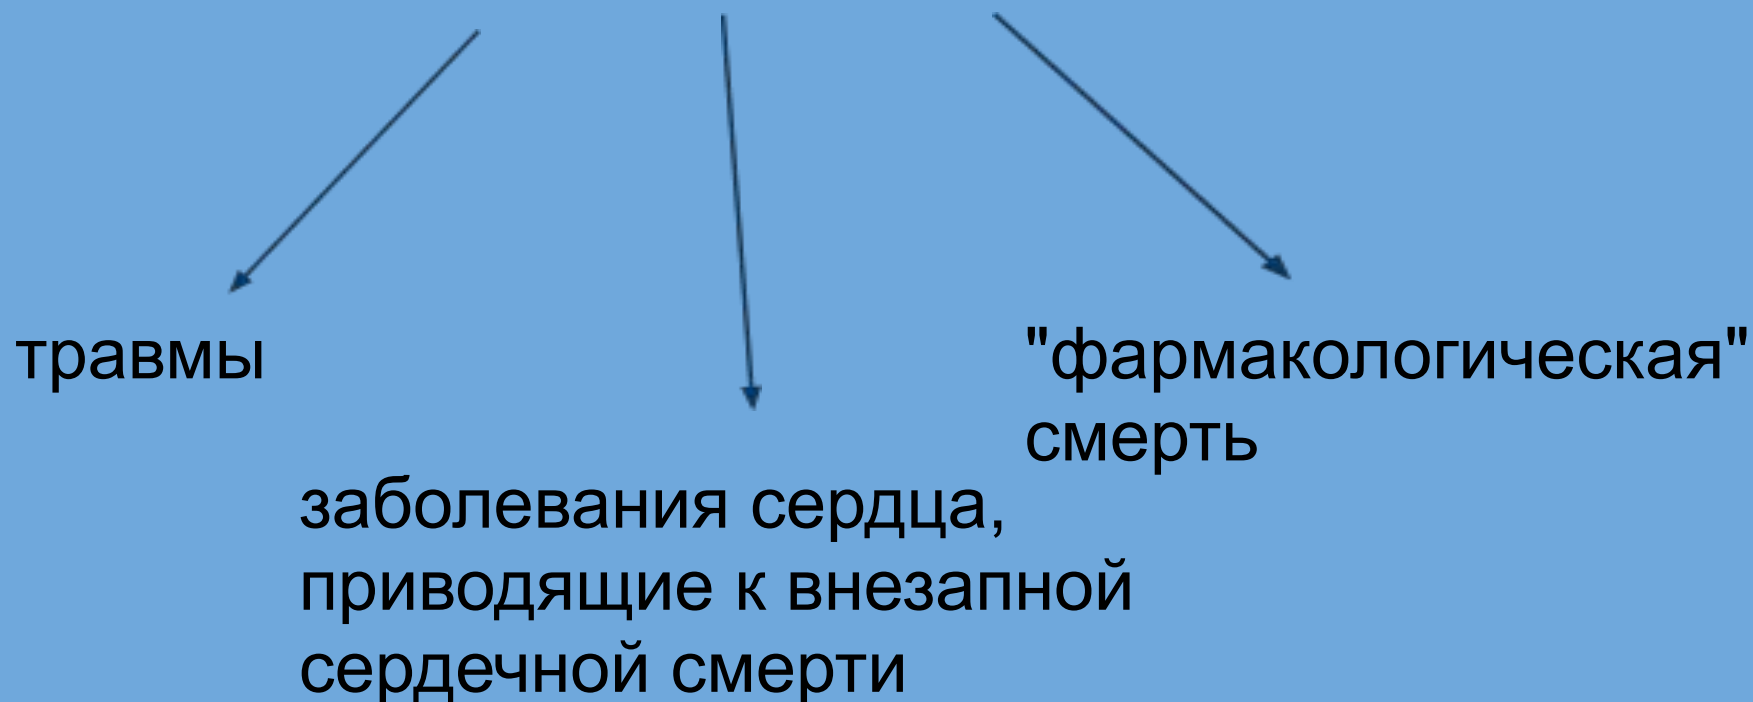 травмы
"фармакологическая"
смерть
заболевания сердца,
приводящие к внезапной
сердечной смерти